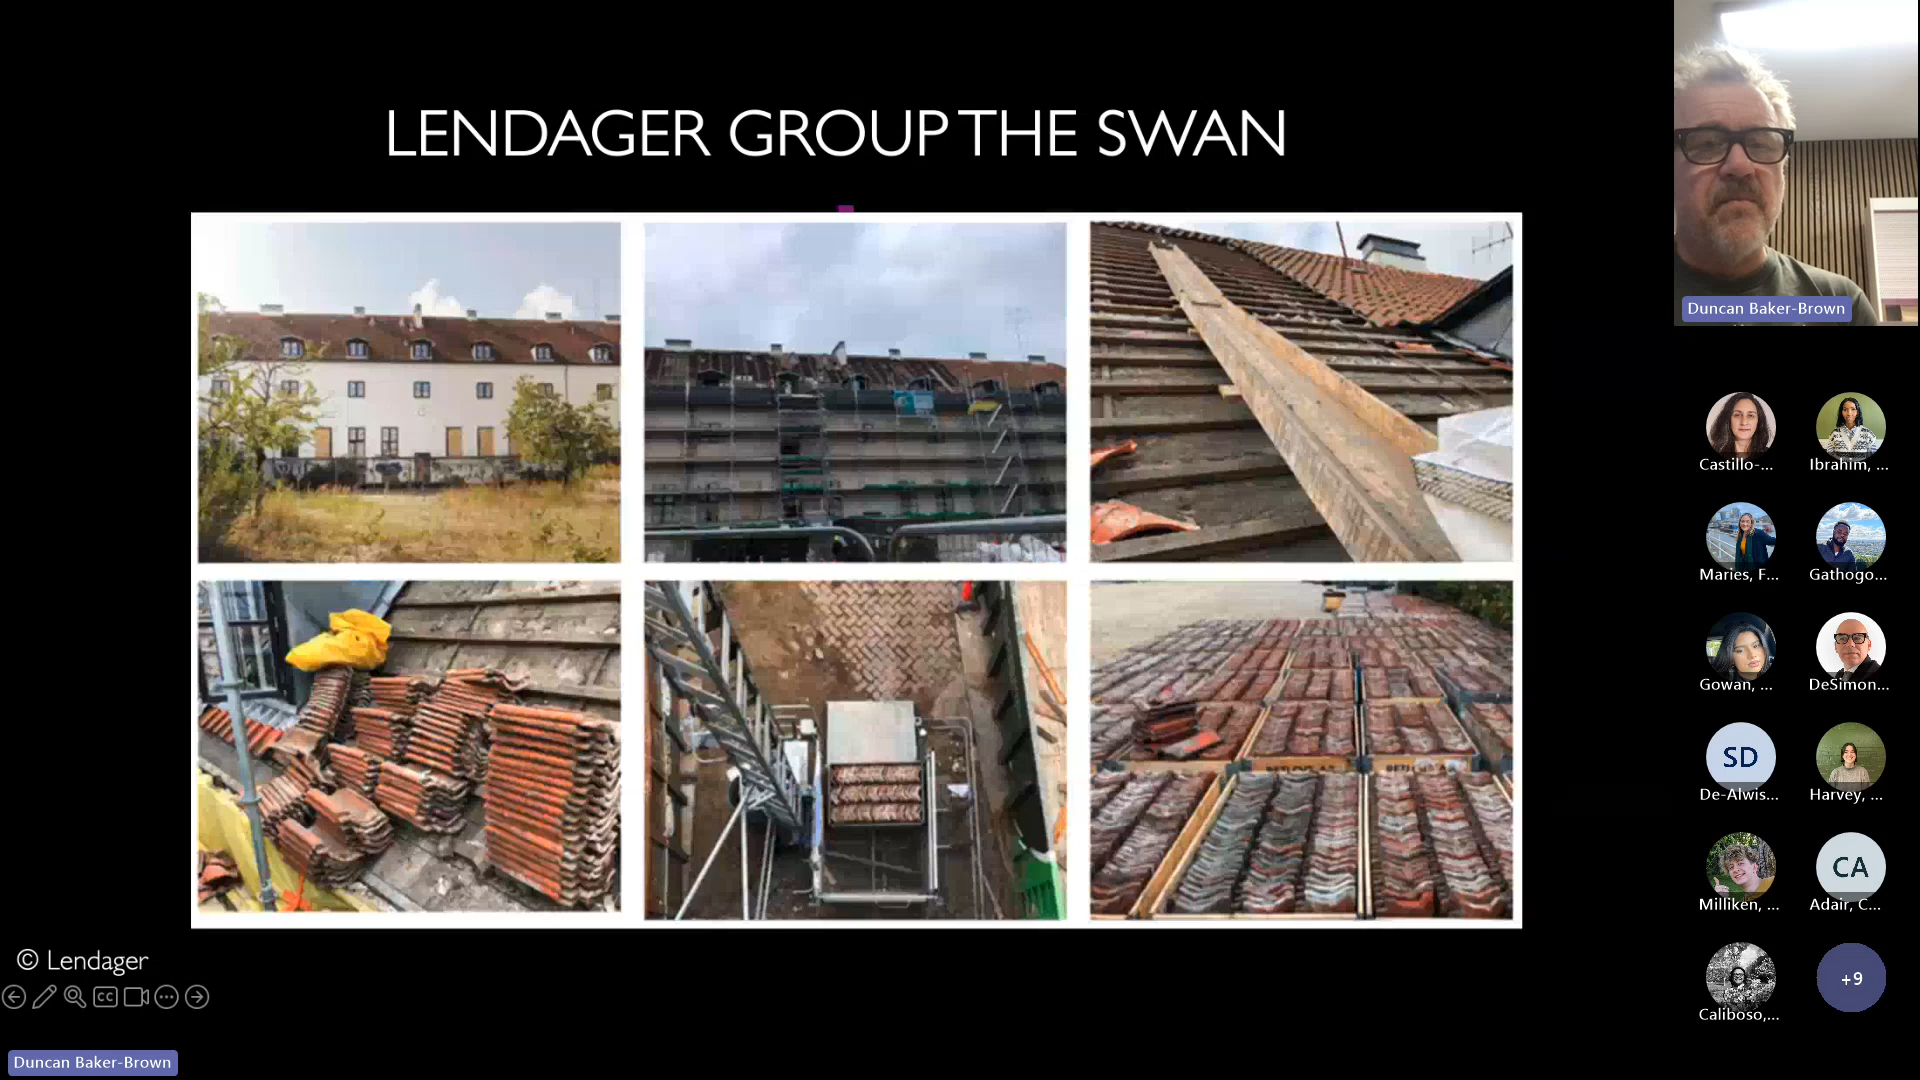 LENDAGER GROUP THE SWAN
Duncan Baker-Brown
Castillo-...
Ibrahim, ...
Maries, F...
Gathogo...
Gowan, ...
DeSimon...
SD
De-Alwis...
Harvey, ...
Milliken, ...
CA
Adair, C...
Caliboso,...
+9
© Lendager
CC
Duncan Baker-Brown